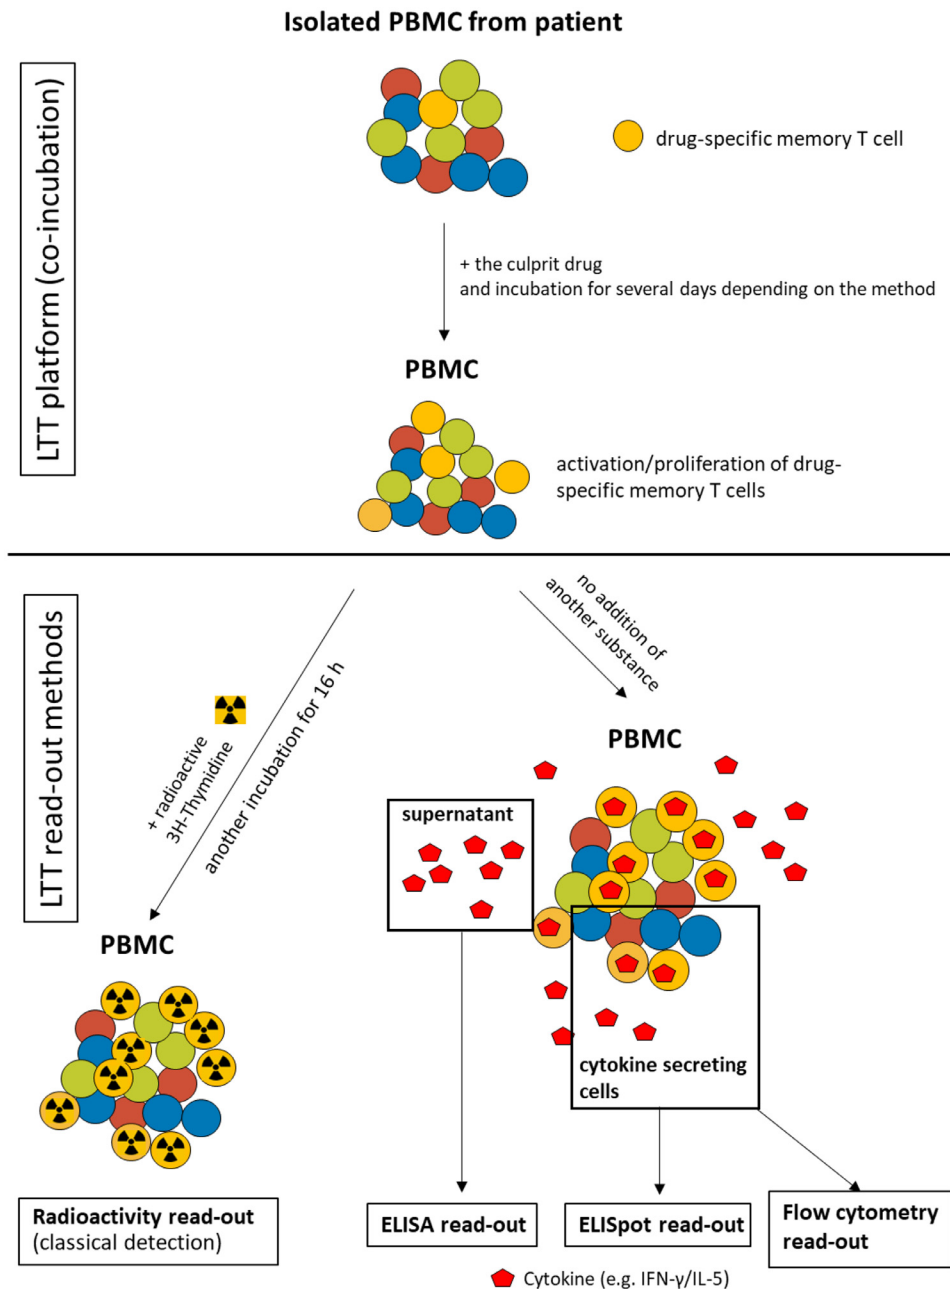 Isolated PBMC from patient
LTT platform (co-incubation)
drug-specific memory T cell
+ the culprit drug
and incubation for several days depending on the method
PBMC
activation/proliferation of drug-
specific memory T cells
LTT read-out methods
+ radioactive
3H-Thymidine
another incubation for 16 h
no addition of
another substance
PBMC
supernatant
PBMC
cytokine secreting
cells
Radioactivity read-out
(classical detection)
ELISA read-out
ELISpot read-out
Flow cytometry
read-out
Cytokine (e.g. IFN-γ/IL-5)